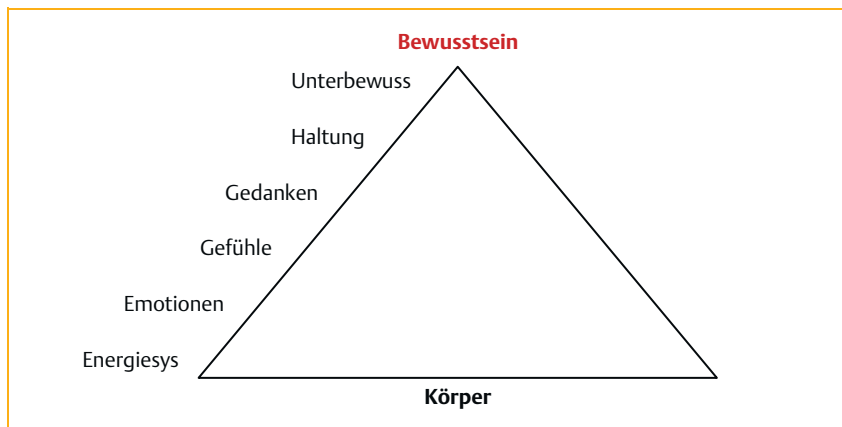 Bewusstsein
Unterbewuss
Haltung
Gedanken
Gefühle
Emotionen
Energiesys
Körper